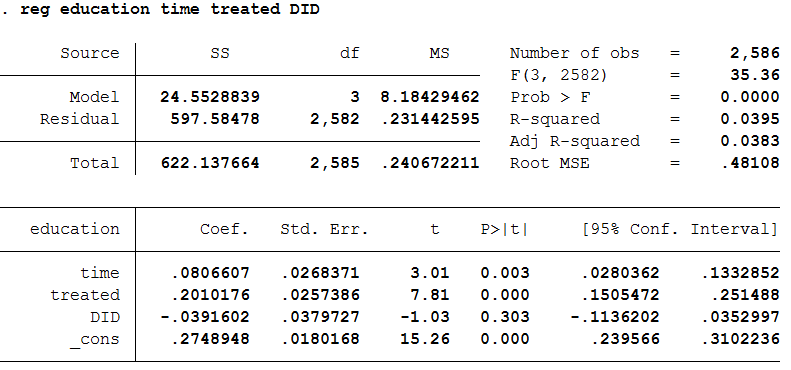 . reg education time treated DID
Source SS df MS Number of obs = 2,586
F(3, 2582) = 35.36
Model 24.5528839 3 8.18429462 Prob > F = 0.0000
Residual 597.58478 2,582 .231442595 R-squared = 0.0395
Adj R-squared = 0.0383
Total 622.137664 2,585 .240672211 Root MSE = .48108
education Coef. Std. Err. t P>|t| [95% Conf. Interval]
time .0806607 .0268371 3.01 0.003 .0280362 .1332852
treated .2010176 .0257386 7.81 0.000 .1505472 .251488
DID -.0391602 .0379727 -1.03 0.303 -.1136202 .0352997
_cons .2748948 .0180168 15.26 0.000 .239566 .3102236